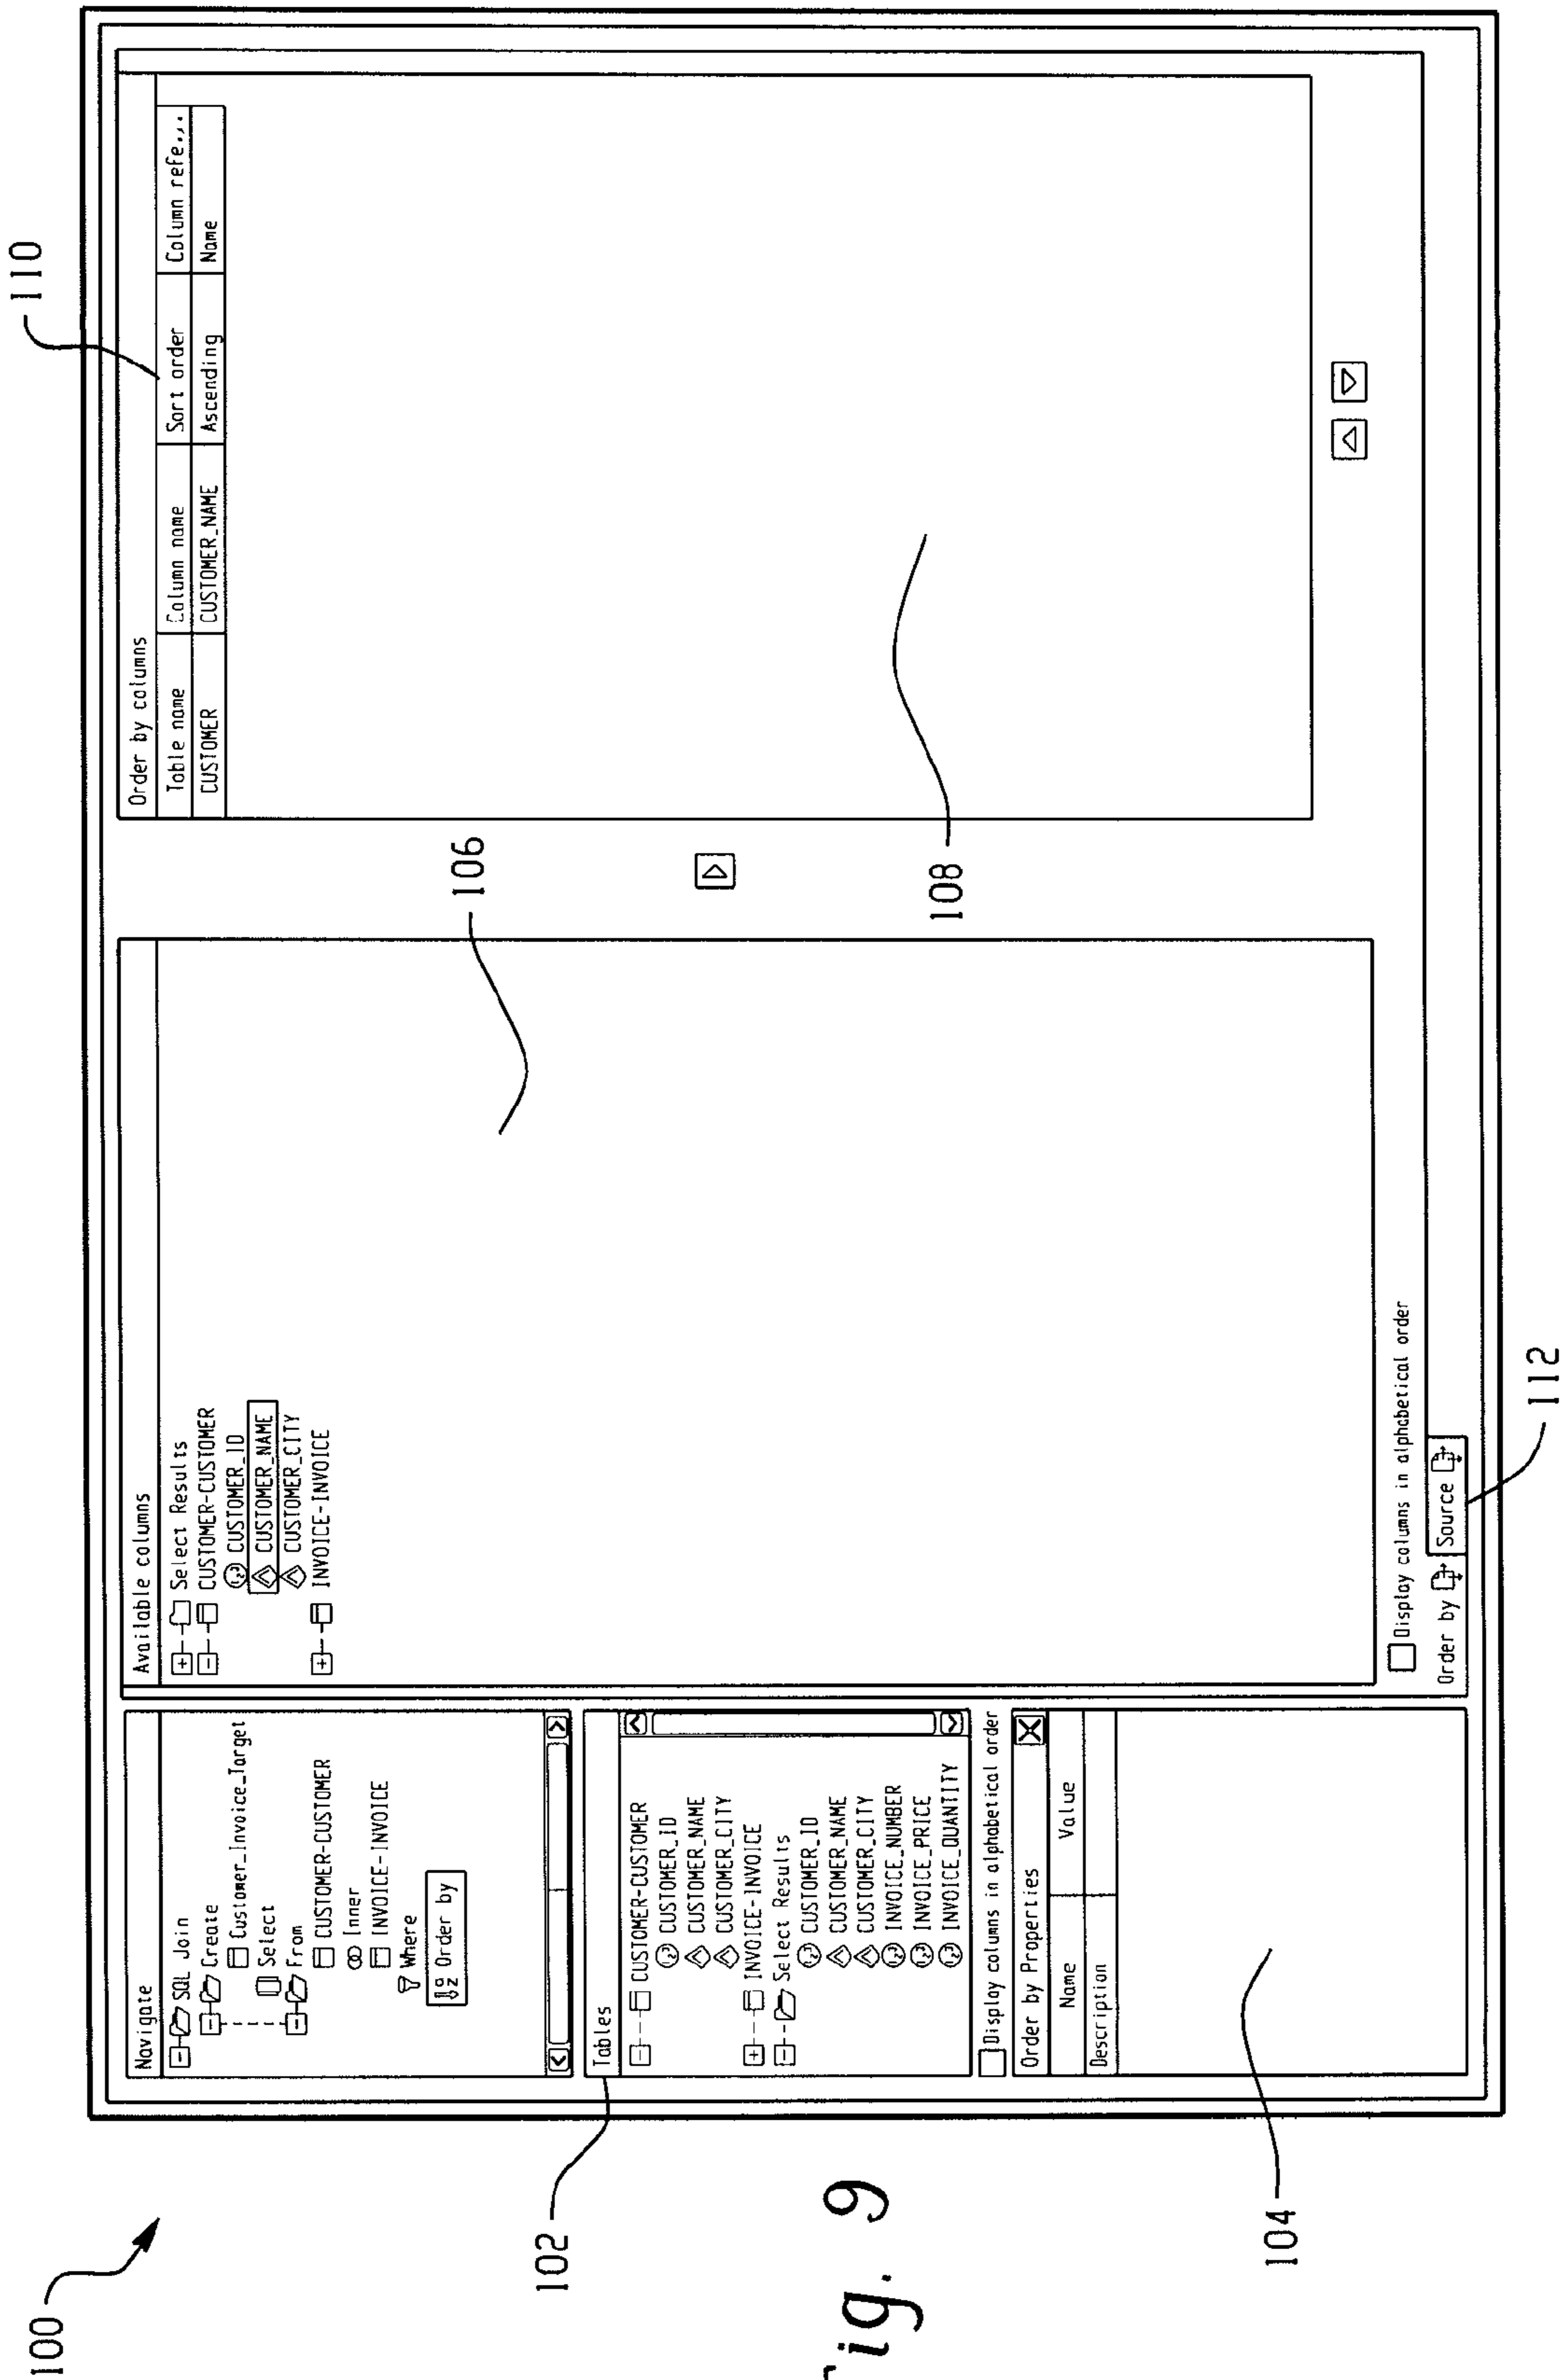 100
110
Navigate
SQL Join
Create
Customer_Invoice_Target
Select
From
CUSTOMER-CUSTOMER
Inner
INVOICE-INVOICE
Where
Order by
102
Tables
CUSTOMER-CUSTOMER
CUSTOMER_ID
CUSTOMER_NAME
CUSTOMER_CITY
INVOICE-INVOICE
Select Results
CUSTOMER_ID
CUSTOMER_NAME
CUSTOMER_CITY
INVOICE_NUMBER
INVOICE_PRICE
INVOICE_QUANTITY
Display columns in alphabetical order
Order by Properties
Name Value
Description
104
Available columns
Select Results
CUSTOMER-CUSTOMER
CUSTOMER_ID
CUSTOMER_NAME
CUSTOMER_CITY
INVOICE-INVOICE
106
Display columns in alphabetical order
Order by Source
112
Order by columns
Table name Column name Sort order Column refe...
CUSTOMER CUSTOMER_NAME Ascending Name
108
Fig. 9